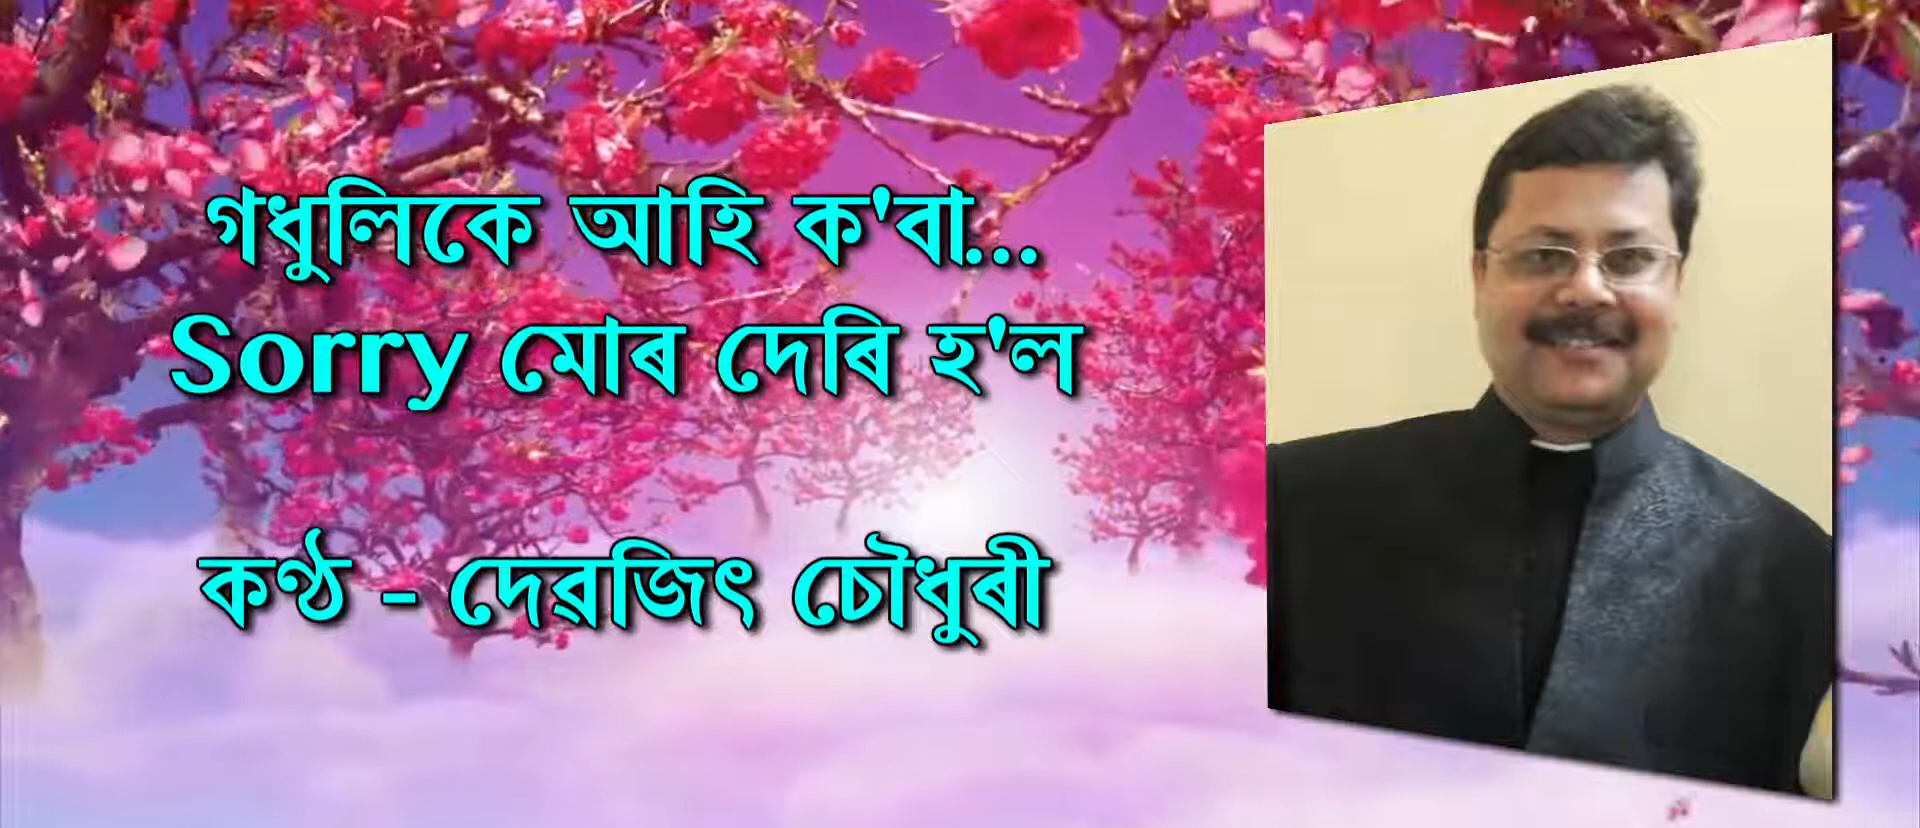 গধুলিকে আহি ক'বা...
Sorry মোৰ দেৰি হ'ল
কণ্ঠ - দেৱজিৎ চৌধুৰী